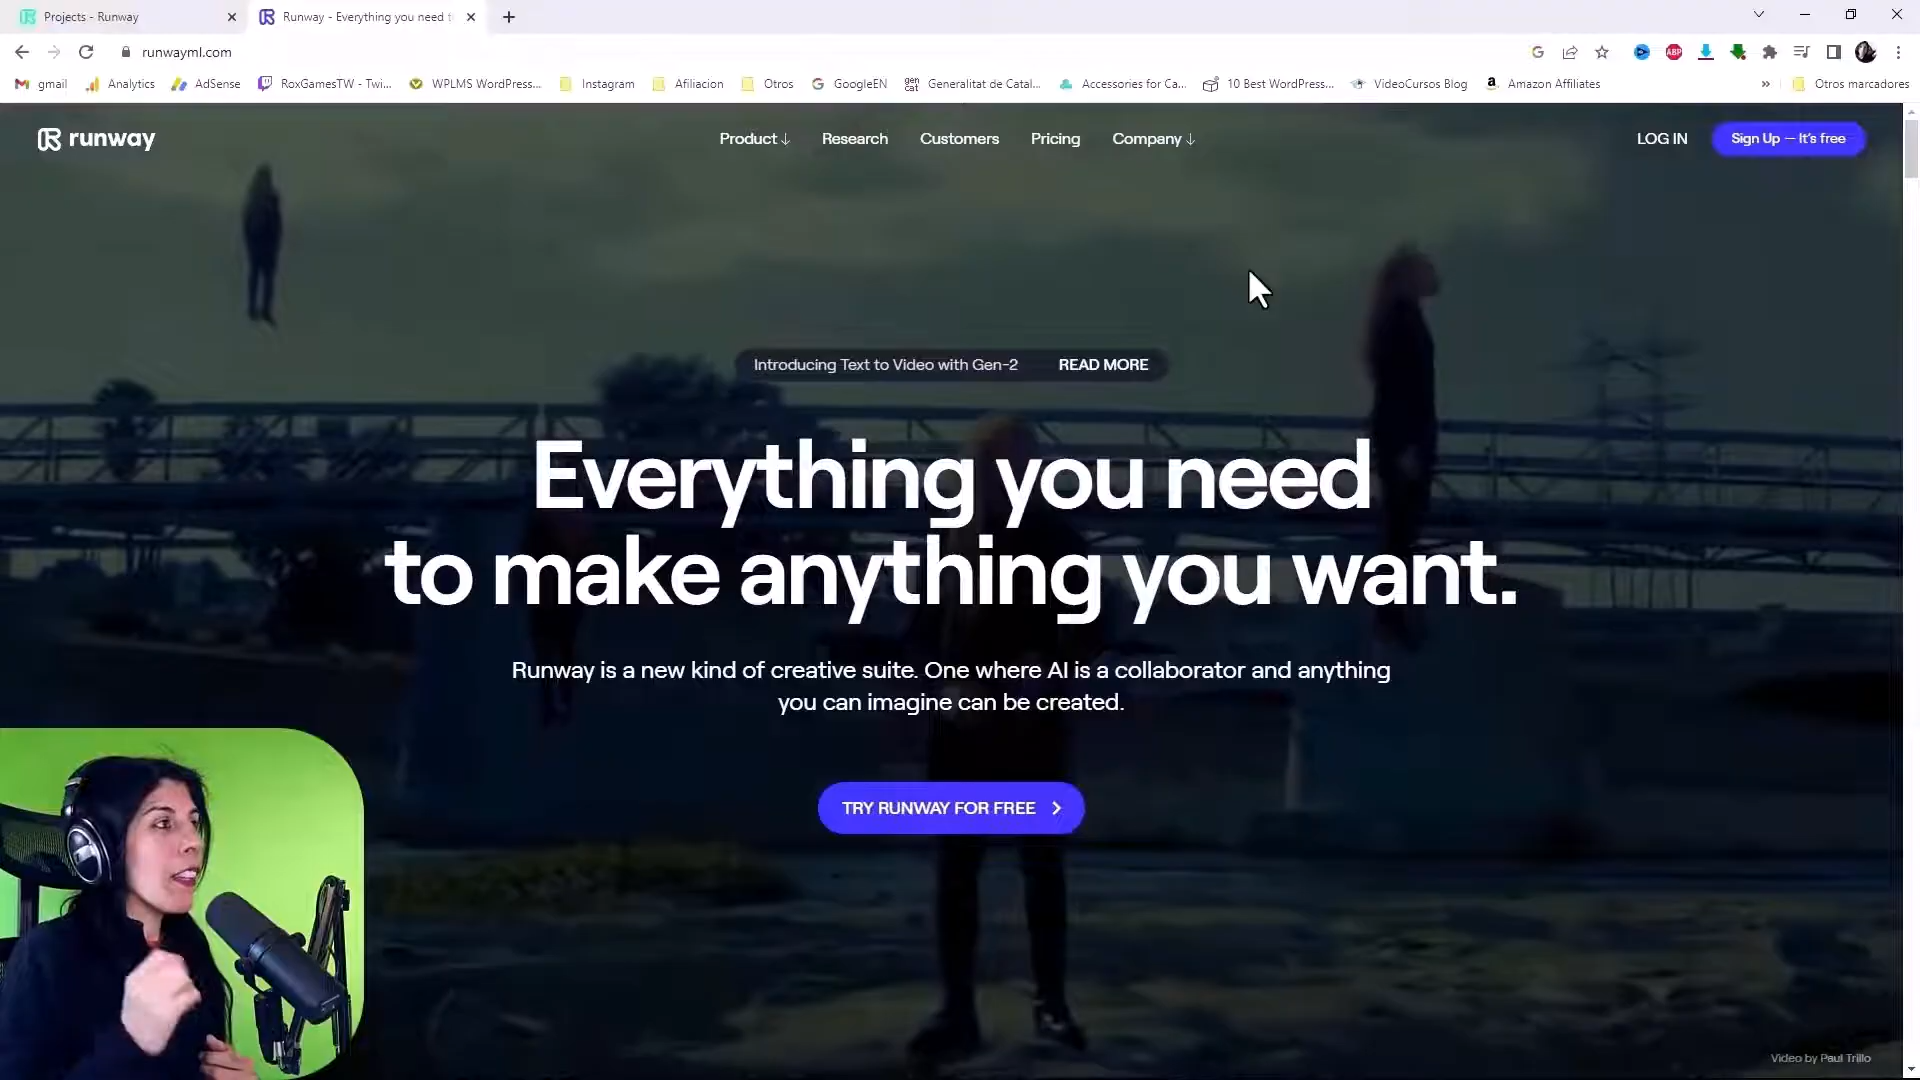 Projects - Runway
Runway - Everything you need t
runwayml.com
gmail
Analytics
AdSense
RoxGamesTW - Twi...
WPLMS WordPress...
Instagram
Afiliacion
Otros
GoogleEN
gen cat
Generalitat de Catal...
Accessories for Ca...
10 Best WordPress...
VideoCursos Blog
Amazon Affiliates
»
Otros marcadores
ABP
runway
Product ↓
Research
Customers
Pricing
Company ↓
LOG IN
Sign Up — It's free
Introducing Text to Video with Gen-2
READ MORE
Everything you need
to make anything you want.
Runway is a new kind of creative suite. One where AI is a collaborator and anything
you can imagine can be created.
TRY RUNWAY FOR FREE
Video by Paul Trillo